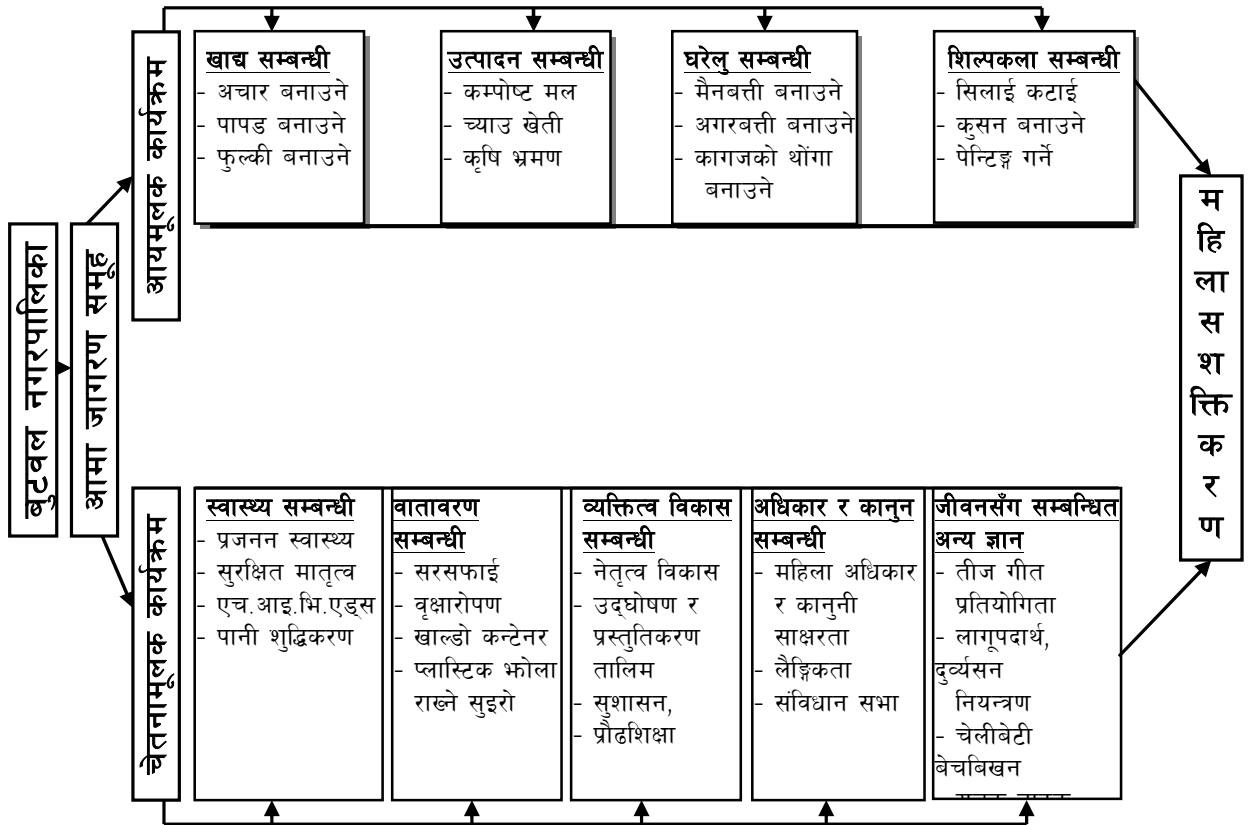 बुटवल नगरपालिका
आमा जागरण समूह
आयमूलक कार्यक्रम
खाद्य सम्बन्धी
- अचार बनाउने
- पापड बनाउने
- फुल्की बनाउने
उत्पादन सम्बन्धी
- कम्पोष्ट मल
- च्याउ खेती
- कृषि भ्रमण
घरेलु सम्बन्धी
- मैनबत्ती बनाउने
- अगरबत्ती बनाउने
- कागजको थोंगा
बनाउने
शिल्पकला सम्बन्धी
- सिलाई कटाई
- कुसन बनाउने
- पेन्टिङ्ग गर्ने
चेतनामूलक कार्यक्रम
स्वास्थ्य सम्बन्धी
- प्रजनन स्वास्थ्य
- सुरक्षित मातृत्व
- एच.आइ.भि.एड्स
- पानी शुद्धिकरण
वातावरण
सम्बन्धी
- सरसफाई
- वृक्षारोपण
- खाल्डो कन्टेनर
- प्लास्टिक झोला
राख्ने सुइरो
व्यक्तित्व विकास
सम्बन्धी
- नेतृत्व विकास
- उद्घोषण र
प्रस्तुतिकरण
तालिम
- सुशासन,
- प्रौढशिक्षा
अधिकार र कानुन
सम्बन्धी
- महिला अधिकार
र कानुनी
साक्षरता
- लैङ्गिकता
- संविधान सभा
जीवनसँग सम्बन्धित
अन्य ज्ञान
- तीज गीत
प्रतियोगिता
- लागूपदार्थ,
दुर्व्यसन
नियन्त्रण
- चेलीबेटी
बेचबिखन
म
हि
ला
स
श
क्ति
क
र
ण